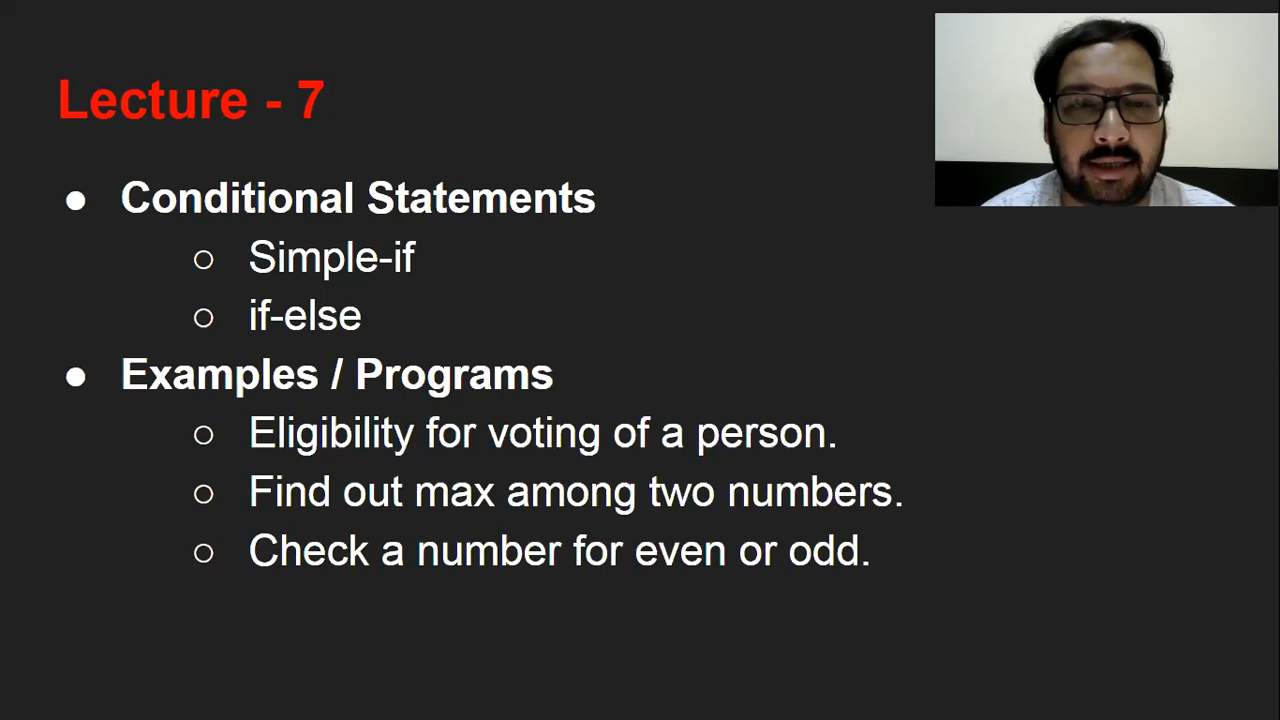 Lecture - 7
● Conditional Statements
○ Simple-if
○ if-else
● Examples / Programs
○ Eligibility for voting of a person.
○ Find out max among two numbers.
○ Check a number for even or odd.